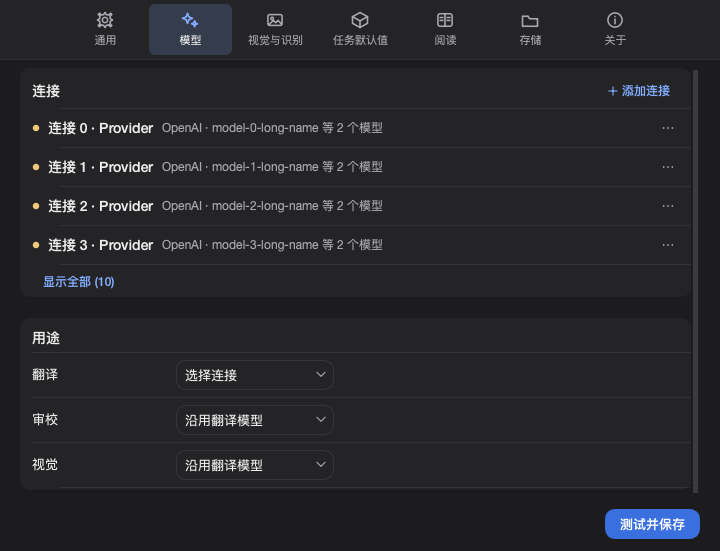 通用 模型 视觉与识别 任务默认值 阅读 存储 关于
连接 + 添加连接
连接 0 · Provider OpenAI · model-0-long-name 等 2 个模型 ···
连接 1 · Provider OpenAI · model-1-long-name 等 2 个模型 ···
连接 2 · Provider OpenAI · model-2-long-name 等 2 个模型 ···
连接 3 · Provider OpenAI · model-3-long-name 等 2 个模型 ···
显示全部 (10)
用途
翻译 选择连接
审校 沿用翻译模型
视觉 沿用翻译模型
测试并保存